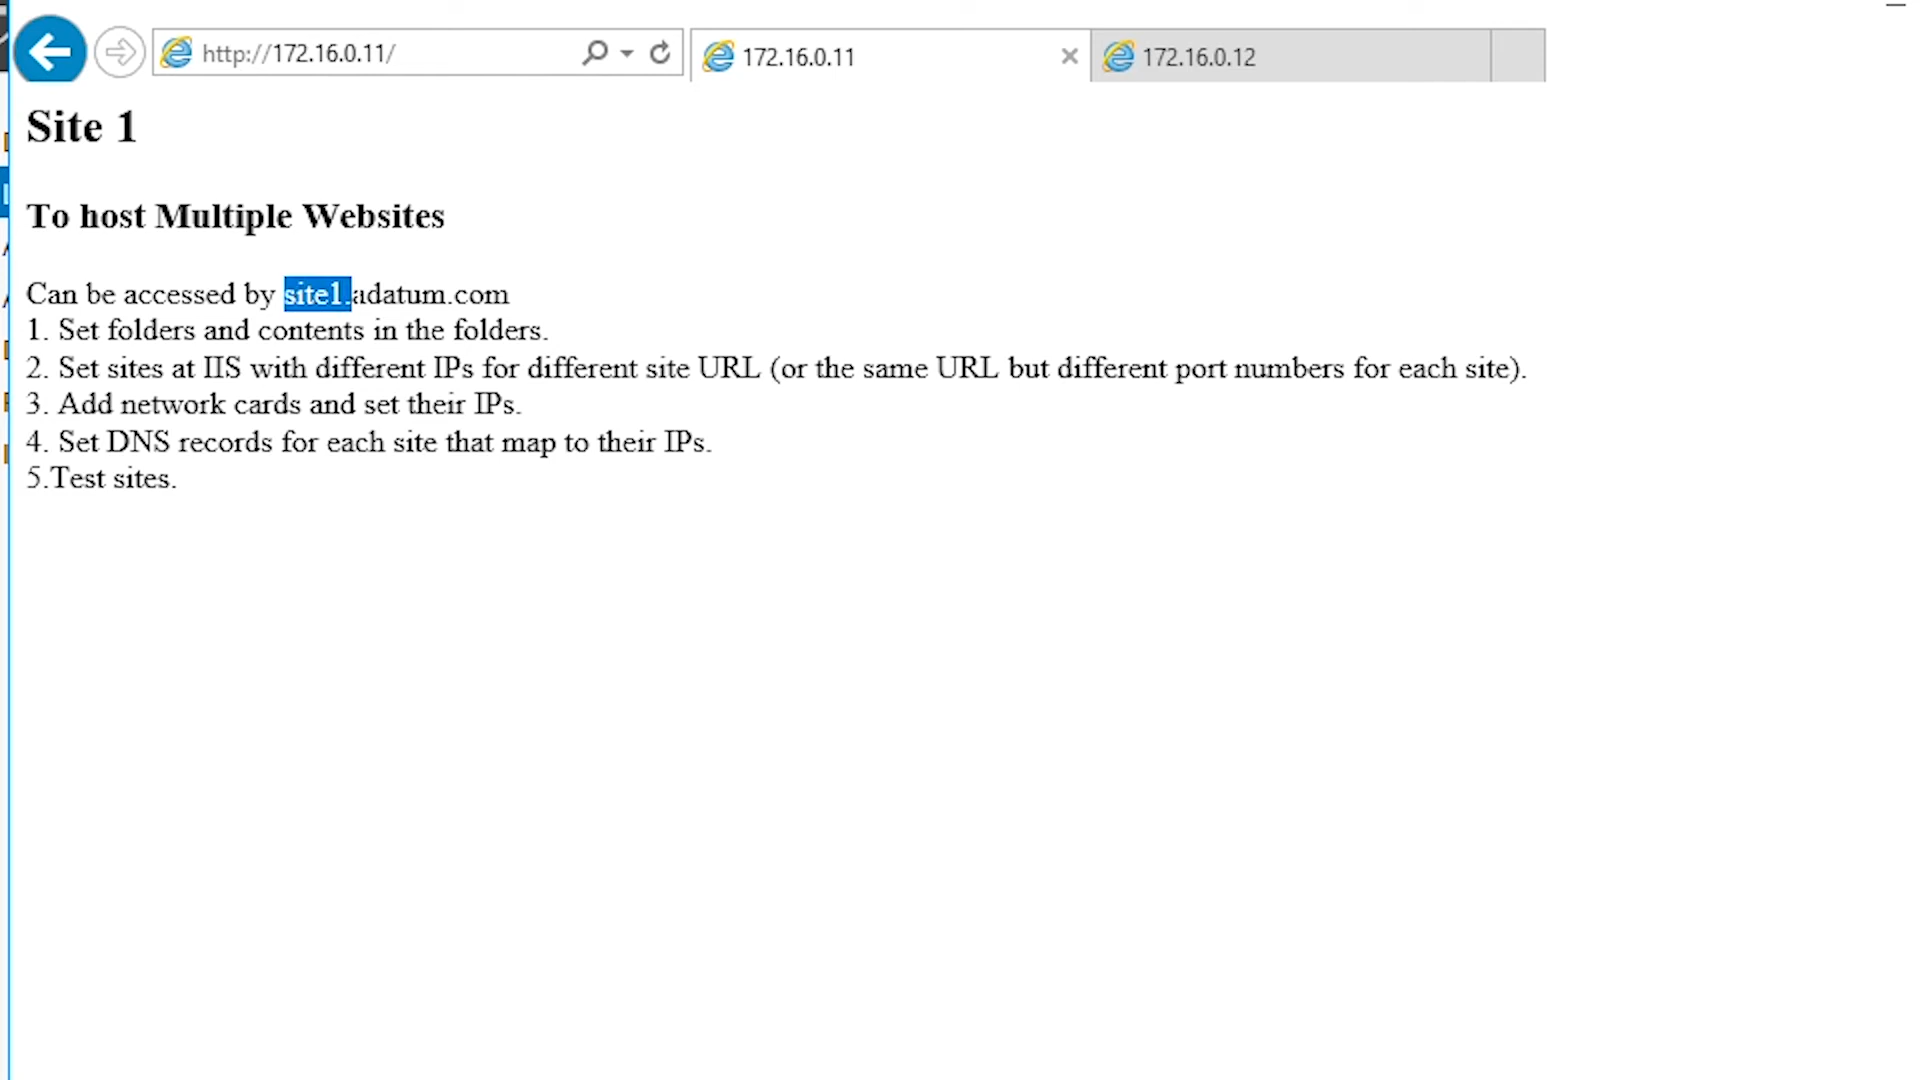 http://172.16.0.11/
172.16.0.11
172.16.0.12
Site 1
To host Multiple Websites
Can be accessed by site1.adatum.com
1. Set folders and contents in the folders.
2. Set sites at IIS with different IPs for different site URL (or the same URL but different port numbers for each site).
3. Add network cards and set their IPs.
4. Set DNS records for each site that map to their IPs.
5.Test sites.